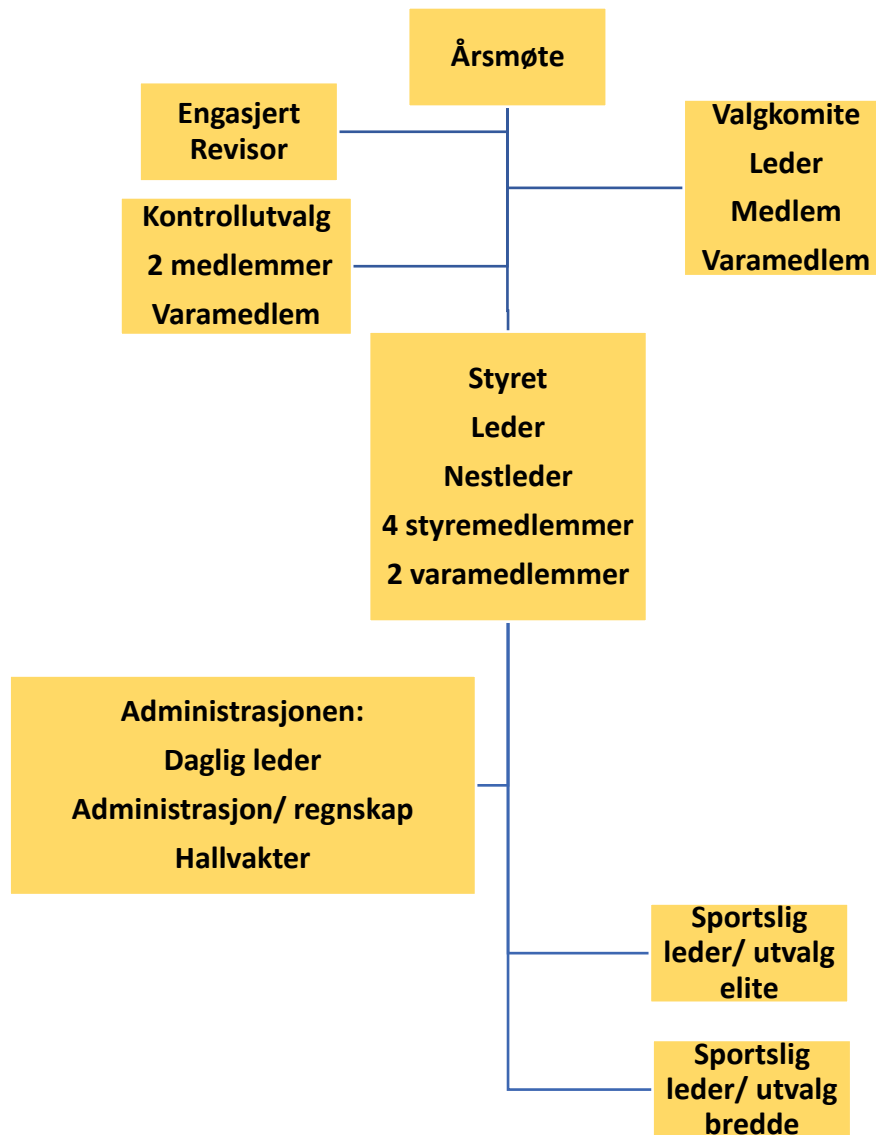 Årsmøte
Engasjert
Revisor
Valgkomite
Leder
Medlem
Varamedlem
Kontrollutvalg
2 medlemmer
Varamedlem
Styret
Leder
Nestleder
4 styremedlemmer
2 varamedlemmer
Administrasjonen:
Daglig leder
Administrasjon/ regnskap
Hallvakter
Sportslig
leder/ utvalg
elite
Sportslig
leder/ utvalg
bredde